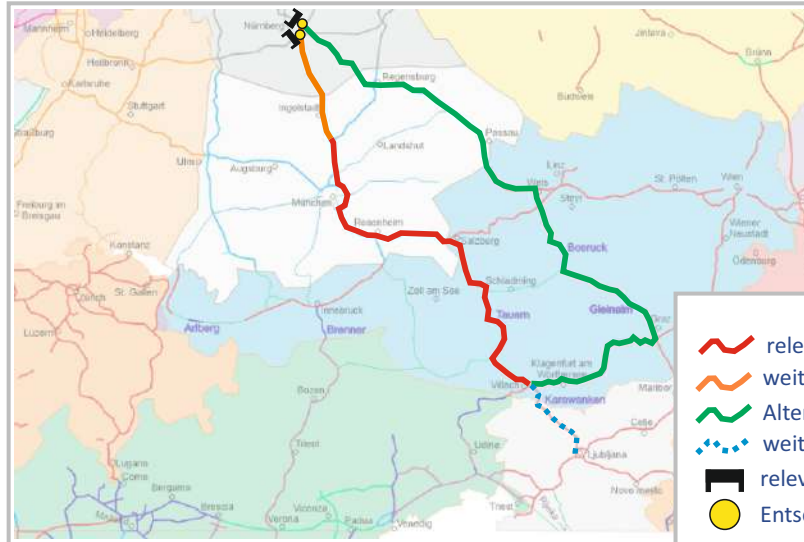 Mannheim
Heidelberg
Nürnberg
Jihlava
Brünn
Heilbronn
Karlsruhe
Regensburg
Stuttgart
Ingolstadt
Budweis
Straßburg
Passau
Landshut
Ulm
Augsburg
Linz
Wels
St. Pölten
Wien
Steyr
München
Freiburg im
Breisgau
Rosenheim
Wiener
Neustadt
Salzburg
Bosruck
Konstanz
Ödenburg
Zürich
St. Gallen
Zell am See
Schladming
Innsbruck
Tauern
Gleinalm
Graz
Luzern
Arlberg
Brenner
Klagenfurt am
Wörthersee
Villach
Karawanken
Maribor
Bozen
Celje
Triest
Udine
Ljubljana
Lugano
Como
Bergamo
Novo mesto
Brescia
Vicenza
Triest
Rijeka
Verona
Padua
Venedig
rele
weit
Alter
weit
relev
Entsc